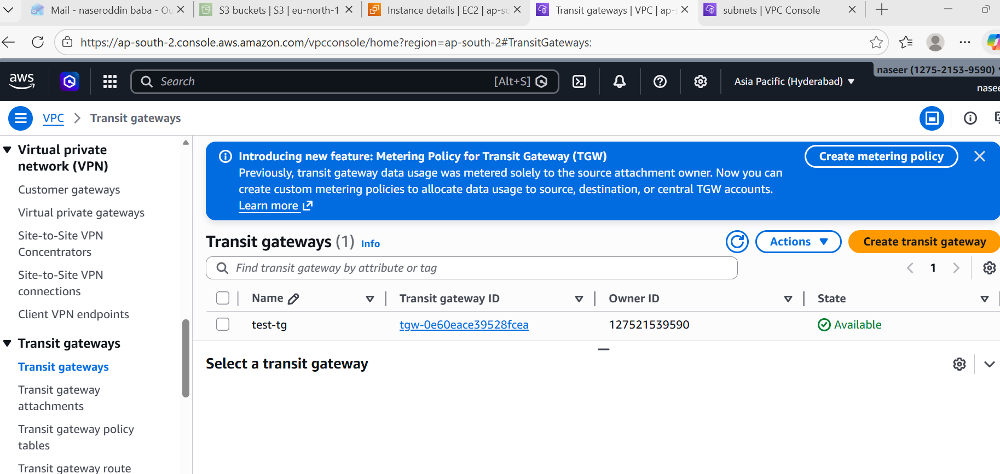 Mail - naseroddin baba - Ou
S3 buckets | S3 | eu-north-1
Instance details | EC2 | ap-so
Transit gateways | VPC | ap-s
subnets | VPC Console
https://ap-south-2.console.aws.amazon.com/vpcconsole/home?region=ap-south-2#TransitGateways:
aws
Search
[Alt+S]
Asia Pacific (Hyderabad)
naseer (1275-2153-9590)
nasee
VPC
Transit gateways
Virtual private
network (VPN)
Customer gateways
Virtual private gateways
Site-to-Site VPN
Concentrators
Site-to-Site VPN
connections
Client VPN endpoints
Transit gateways
Transit gateways
Transit gateway
attachments
Transit gateway policy
tables
Transit gateway route
Introducing new feature: Metering Policy for Transit Gateway (TGW)
Previously, transit gateway data usage was metered solely to the source attachment owner. Now you can
create custom metering policies to allocate data usage to source, destination, or central TGW accounts.
Learn more
Create metering policy
Transit gateways (1) Info
Actions
Create transit gateway
Find transit gateway by attribute or tag
1
Name
Transit gateway ID
Owner ID
State
test-tg
tgw-0e60eace39528fcea
127521539590
Available
Select a transit gateway